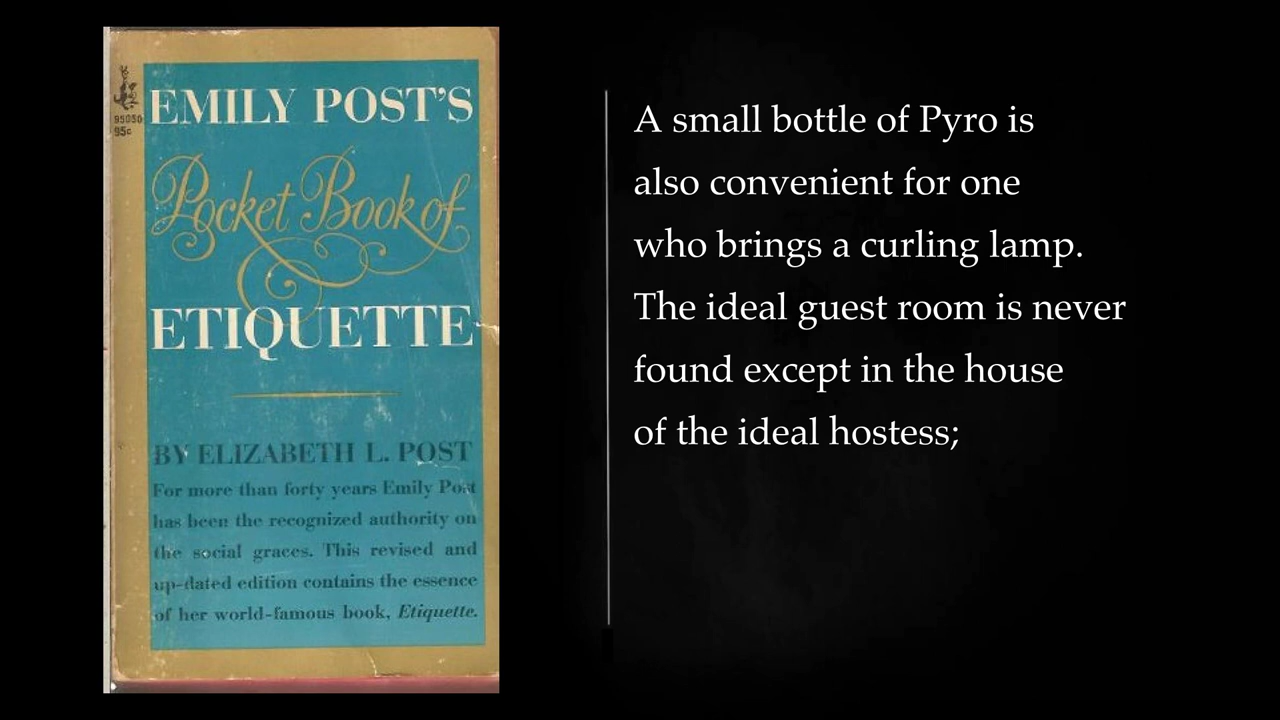 95050
95c
EMILY POST'S
Pocket Book of
ETIQUETTE
BY ELIZABETH L. POST
For more than forty years Emily Post
has been the recognized authority on
the social graces. This revised and
up-dated edition contains the essence
of her world-famous book, Etiquette.
A small bottle of Pyro is
also convenient for one
who brings a curling lamp.
The ideal guest room is never
found except in the house
of the ideal hostess;